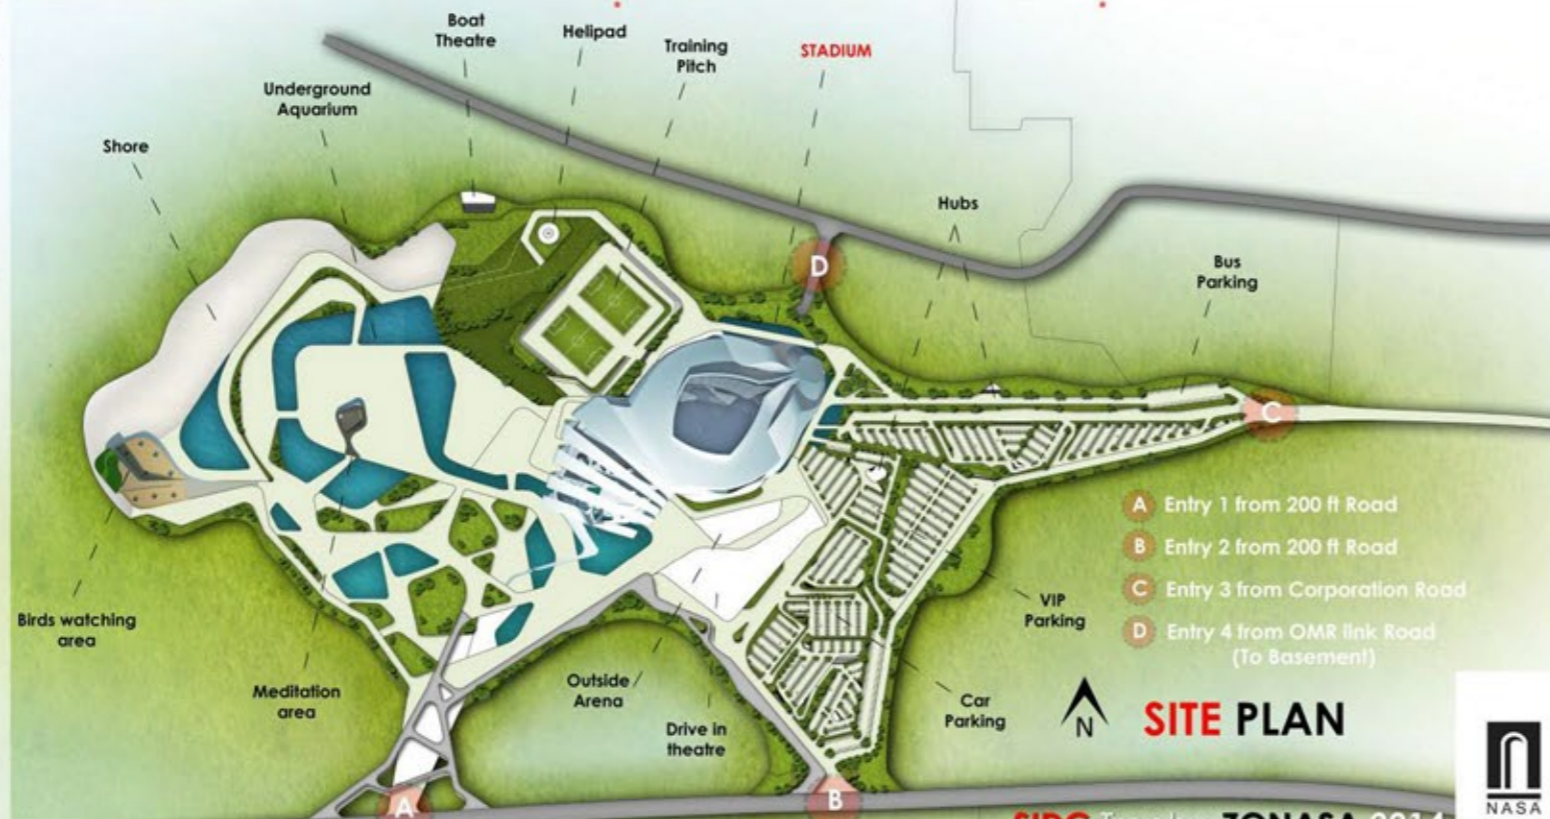 Boat
Theatre
Helipad
Training
Pitch
STADIUM
Underground
Aquarium
Shore
Hubs
D
Bus
Parking
C
A Entry 1 from 200 ft Road
B Entry 2 from 200 ft Road
C Entry 3 from Corporation Road
D Entry 4 from OMR link Road
(To Basement)
Birds watching
area
VIP
Parking
Meditation
area
Outside
Arena
Car
Parking
Drive in
theatre
N
SITE PLAN
A
B
NASA
ZONASA 2014